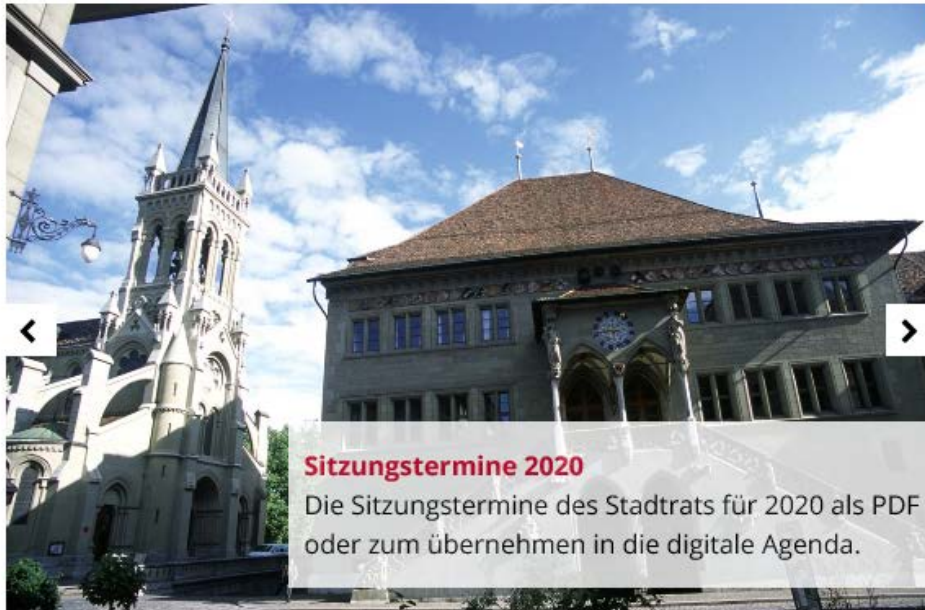 Sitzungstermine 2020
Die Sitzungstermine des Stadtrats für 2020 als PDF
oder zum übernehmen in die digitale Agenda.